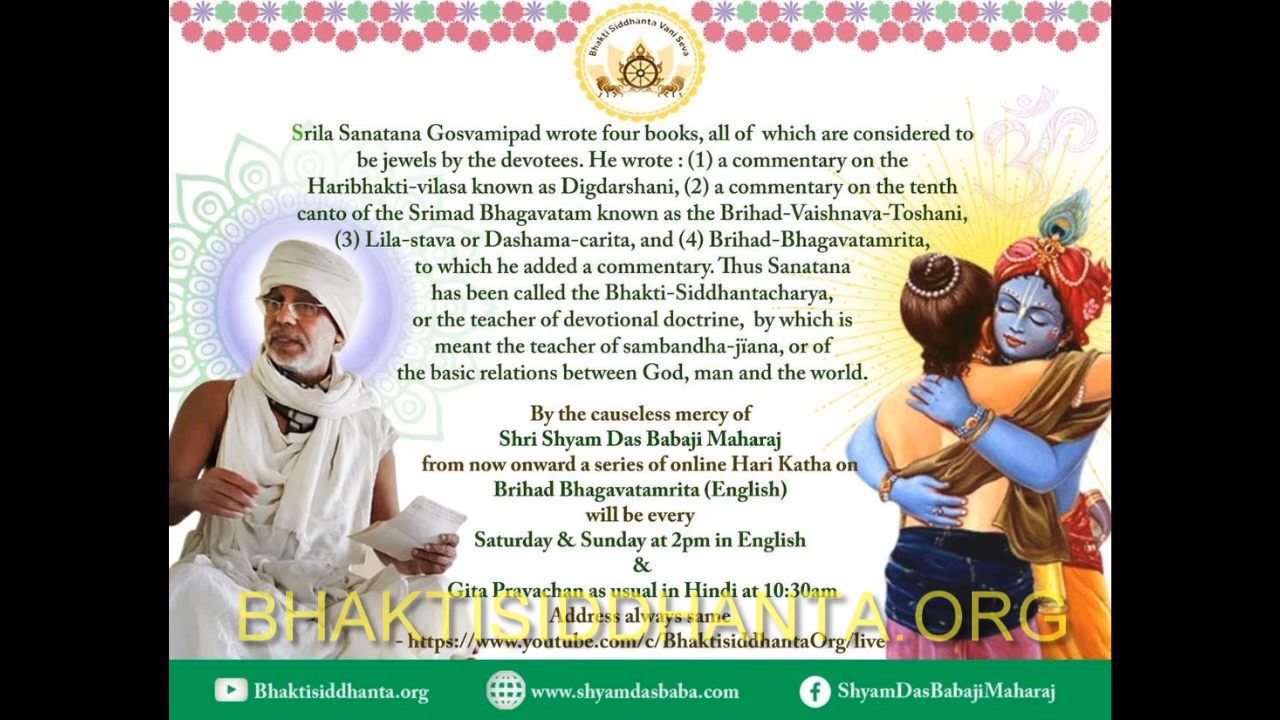 Bhakti Siddhanta Vani Seva
Srila Sanatana Gosvamipad wrote four books, all of which are considered to
be jewels by the devotees. He wrote : (1) a commentary on the
Haribhakti-vilasa known as Digdarshani, (2) a commentary on the tenth
canto of the Srimad Bhagavatam known as the Brihad-Vaishnava-Toshani,
(3) Lila-stava or Dashama-carita, and (4) Brihad-Bhagavatamrita,
to which he added a commentary. Thus Sanatana
has been called the Bhakti-Siddhantacharya,
or the teacher of devotional doctrine, by which is
meant the teacher of sambandha-jïana, or of
the basic relations between God, man and the world.
By the causeless mercy of
Shri Shyam Das Babaji Maharaj
from now onward a series of online Hari Katha on
Brihad Bhagavatamrita (English)
will be every
Saturday & Sunday at 2pm in English
&
Gita Pravachan as usual in Hindi at 10:30am
BHAKTISIDDHANTA.ORG
Address always same
- https://www.youtube.com/c/BhaktisiddhantaOrg/live-
Bhaktisiddhanta.org
www.shyamdasbaba.com
ShyamDasBabajiMaharaj
ॐ